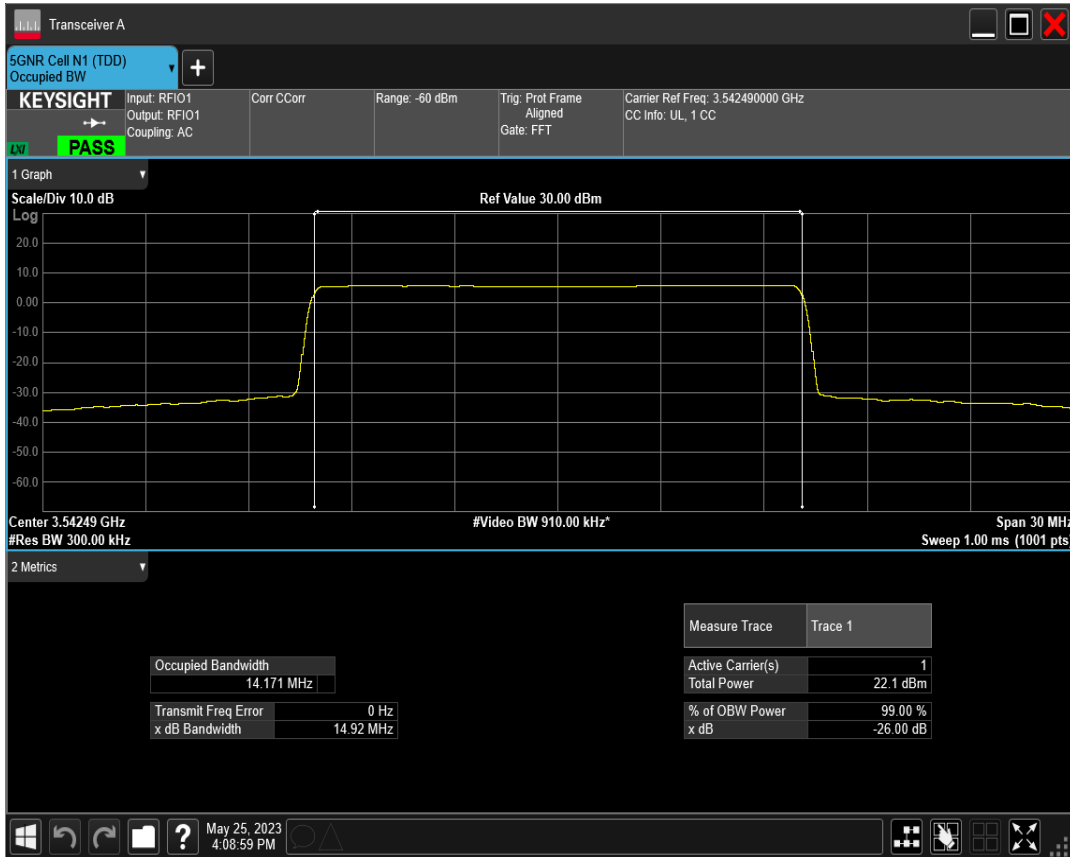 Transceiver A
5GNR Cell N1 (TDD)
Occupied BW
+
KEYSIGHT
LXI
PASS
Input: RFIO1
Output: RFIO1
Coupling: AC
Corr CCorr
Range: -60 dBm
Trig: Prot Frame
Aligned
Gate: FFT
Carrier Ref Freq: 3.542490000 GHz
CC Info: UL, 1 CC
1 Graph
Scale/Div 10.0 dB
Ref Value 30.00 dBm
Log
20.0
10.0
0.00
-10.0
-20.0
-30.0
-40.0
-50.0
-60.0
Center 3.54249 GHz
#Video BW 910.00 kHz*
Span 30 MHz
#Res BW 300.00 kHz
Sweep 1.00 ms (1001 pts)
2 Metrics
Measure Trace Trace 1
Occupied Bandwidth
14.171 MHz
Active Carrier(s) 1
Total Power 22.1 dBm
Transmit Freq Error 0 Hz
x dB Bandwidth 14.92 MHz
% of OBW Power 99.00 %
x dB -26.00 dB
?
May 25, 2023
4:08:59 PM